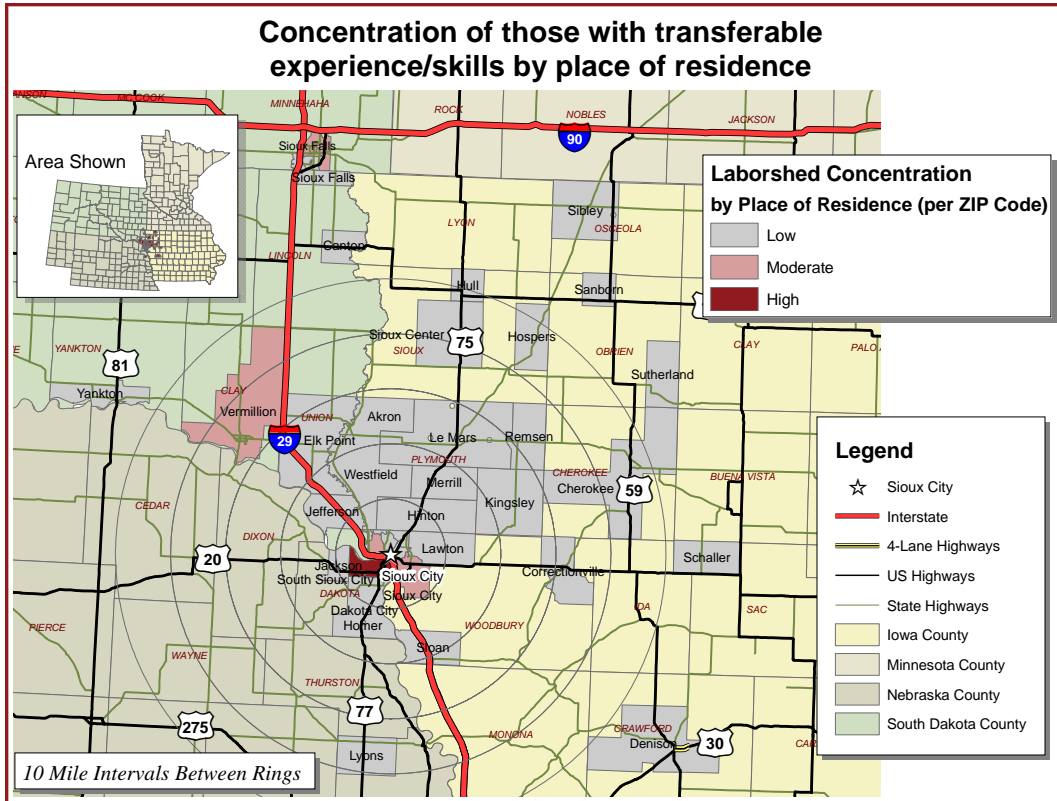 Concentration of those with transferable
experience/skills by place of residence
MCCOOK
MINNEHAHA
ROCK
NOBLES
JACKSON
90
Area Shown
Sioux Falls
Sioux Falls
Laborshed Concentration
by Place of Residence (per ZIP Code)
Low
Moderate
High
Sibley
LYON
OSCEOLA
Canton
LINCOLN
Hull
Sanborn
Sioux Center
SIOUX
75
Hospers
OBRIEN
CLAY
PALO
YANKTON
81
Yankton
CLAY
Vermillion
Sutherland
UNION
Akron
29
Elk Point
Le Mars
Remsen
PLYMOUTH
Westfield
Merrill
CHEROKEE
Cherokee
59
BUENA VISTA
Kingsley
CEDAR
Jefferson
Hinton
DIXON
20
Lawton
Jackson
South Sioux City
Sioux City
Sioux City
Correctionville
Schaller
DAKOTA
Dakota City
Homer
WOODBURY
IDA
SAC
PIERCE
WAYNE
Sloan
THURSTON
77
275
MONONA
CRAWFORD
Denison
30
Lyons
10 Mile Intervals Between Rings
Legend
Sioux City
Interstate
4-Lane Highways
US Highways
State Highways
Iowa County
Minnesota County
Nebraska County
South Dakota County